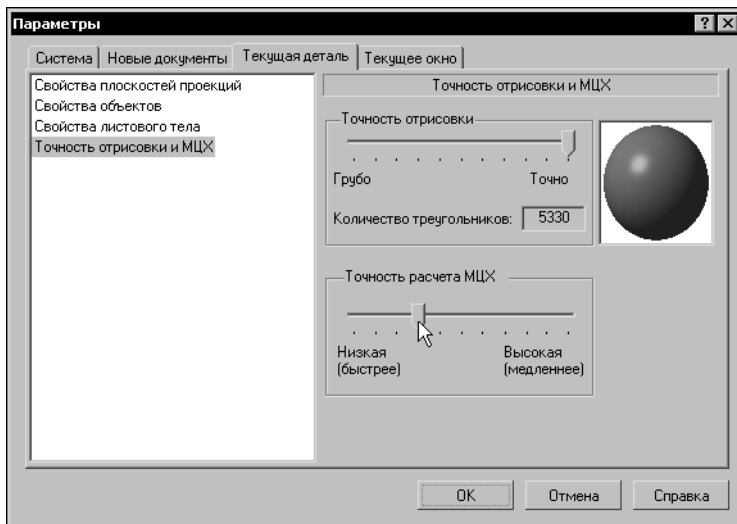 Параметры
Система Новые документы Текущая деталь Текущее окно
Свойства плоскостей проекций
Свойства объектов
Свойства листового тела
Точность отрисовки и МЦХ
Точность отрисовки и МЦХ
Точность отрисовки
Грубо Точно
Количество треугольников: 5330
Точность расчета МЦХ
Низкая (быстрее)
Высокая (медленнее)
OK Отмена Справка